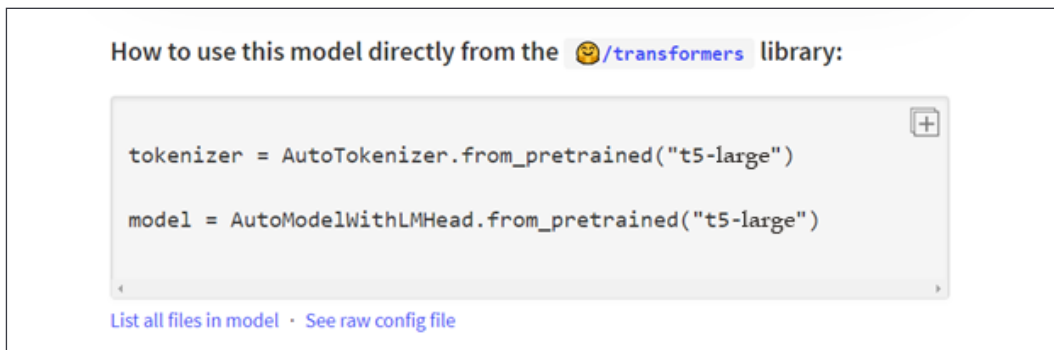 How to use this model directly from the 🤗/transformers library:
tokenizer = AutoTokenizer.from_pretrained("t5-large")
model = AutoModelWithLMHead.from_pretrained("t5-large")
List all files in model · See raw config file